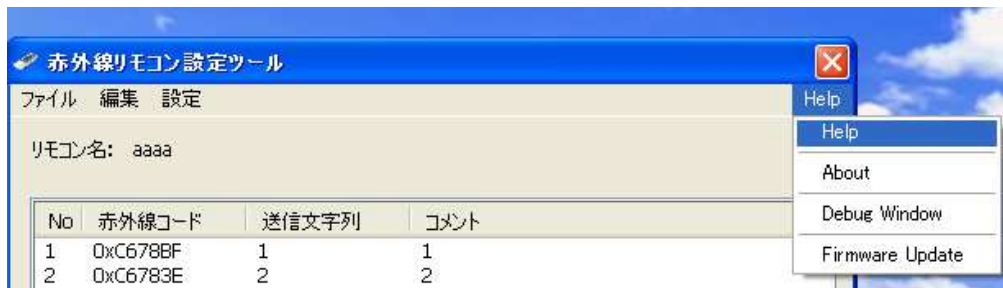 赤外線リモコン設定ツール
ファイル 編集 設定 Help
Help
リモコン名: aaaa
About
No 赤外線コード 送信文字列 コメント
Debug Window
1 0xC678BF 1 1
Firmware Update
2 0xC6783E 2 2